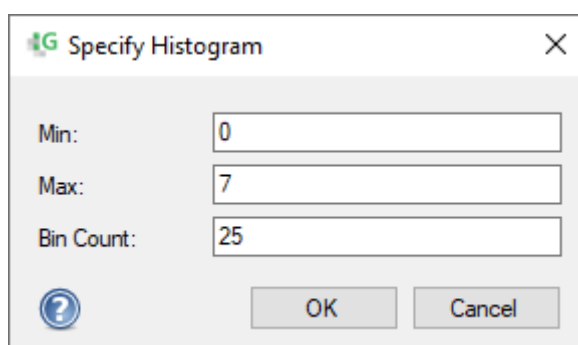 G Specify Histogram
Min: 0
Max: 7
Bin Count: 25
? OK Cancel